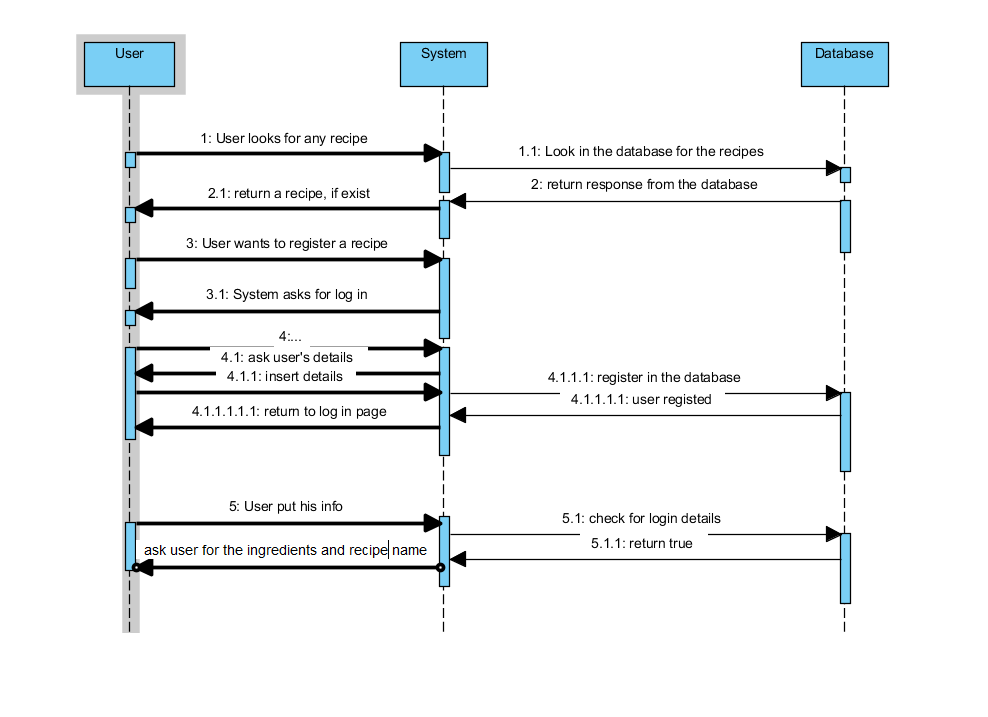 User
System
Database
1: User looks for any recipe
1.1: Look in the database for the recipes
2: return response from the database
2.1: return a recipe, if exist
3: User wants to register a recipe
3.1: System asks for log in
4:...
4.1: ask user's details
4.1.1: insert details
4.1.1.1: register in the database
4.1.1.1.1: user registed
4.1.1.1.1.1: return to log in page
5: User put his info
5.1: check for login details
5.1.1: return true
ask user for the ingredients and recipe name